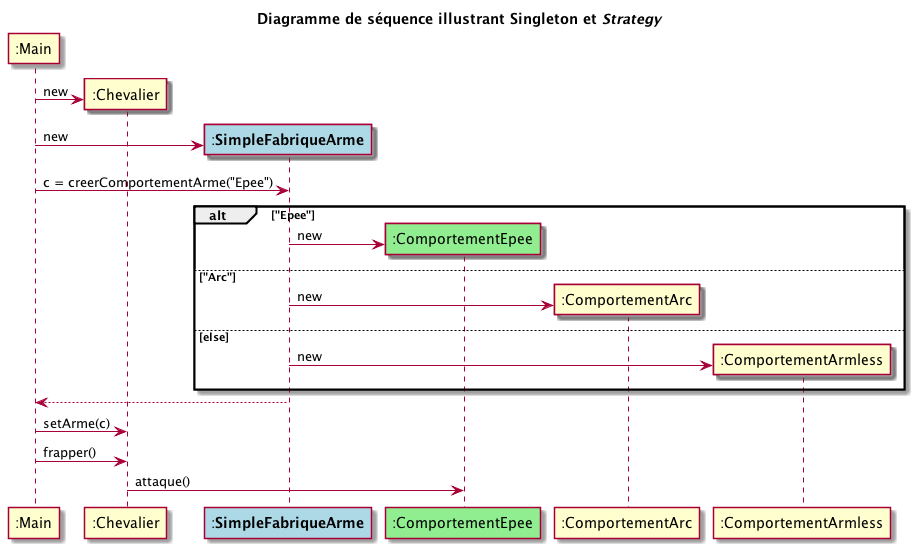 Diagramme de séquence illustrant Singleton et Strategy
:Main
new
:Chevalier
new
:SimpleFabriqueArme
c = creerComportementArme("Epee")
alt
["Epee"]
new
:ComportementEpee
["Arc"]
new
:ComportementArc
[else]
new
:ComportementArmless
setArme(c)
frapper()
attaque()
:Main
:Chevalier
:SimpleFabriqueArme
:ComportementEpee
:ComportementArc
:ComportementArmless